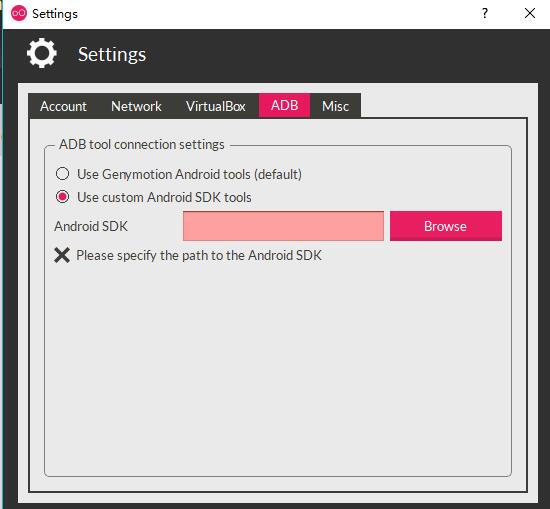 Settings
?
Settings
Account Network VirtualBox ADB Misc
ADB tool connection settings
Use Genymotion Android tools (default)
Use custom Android SDK tools
Android SDK Browse
Please specify the path to the Android SDK